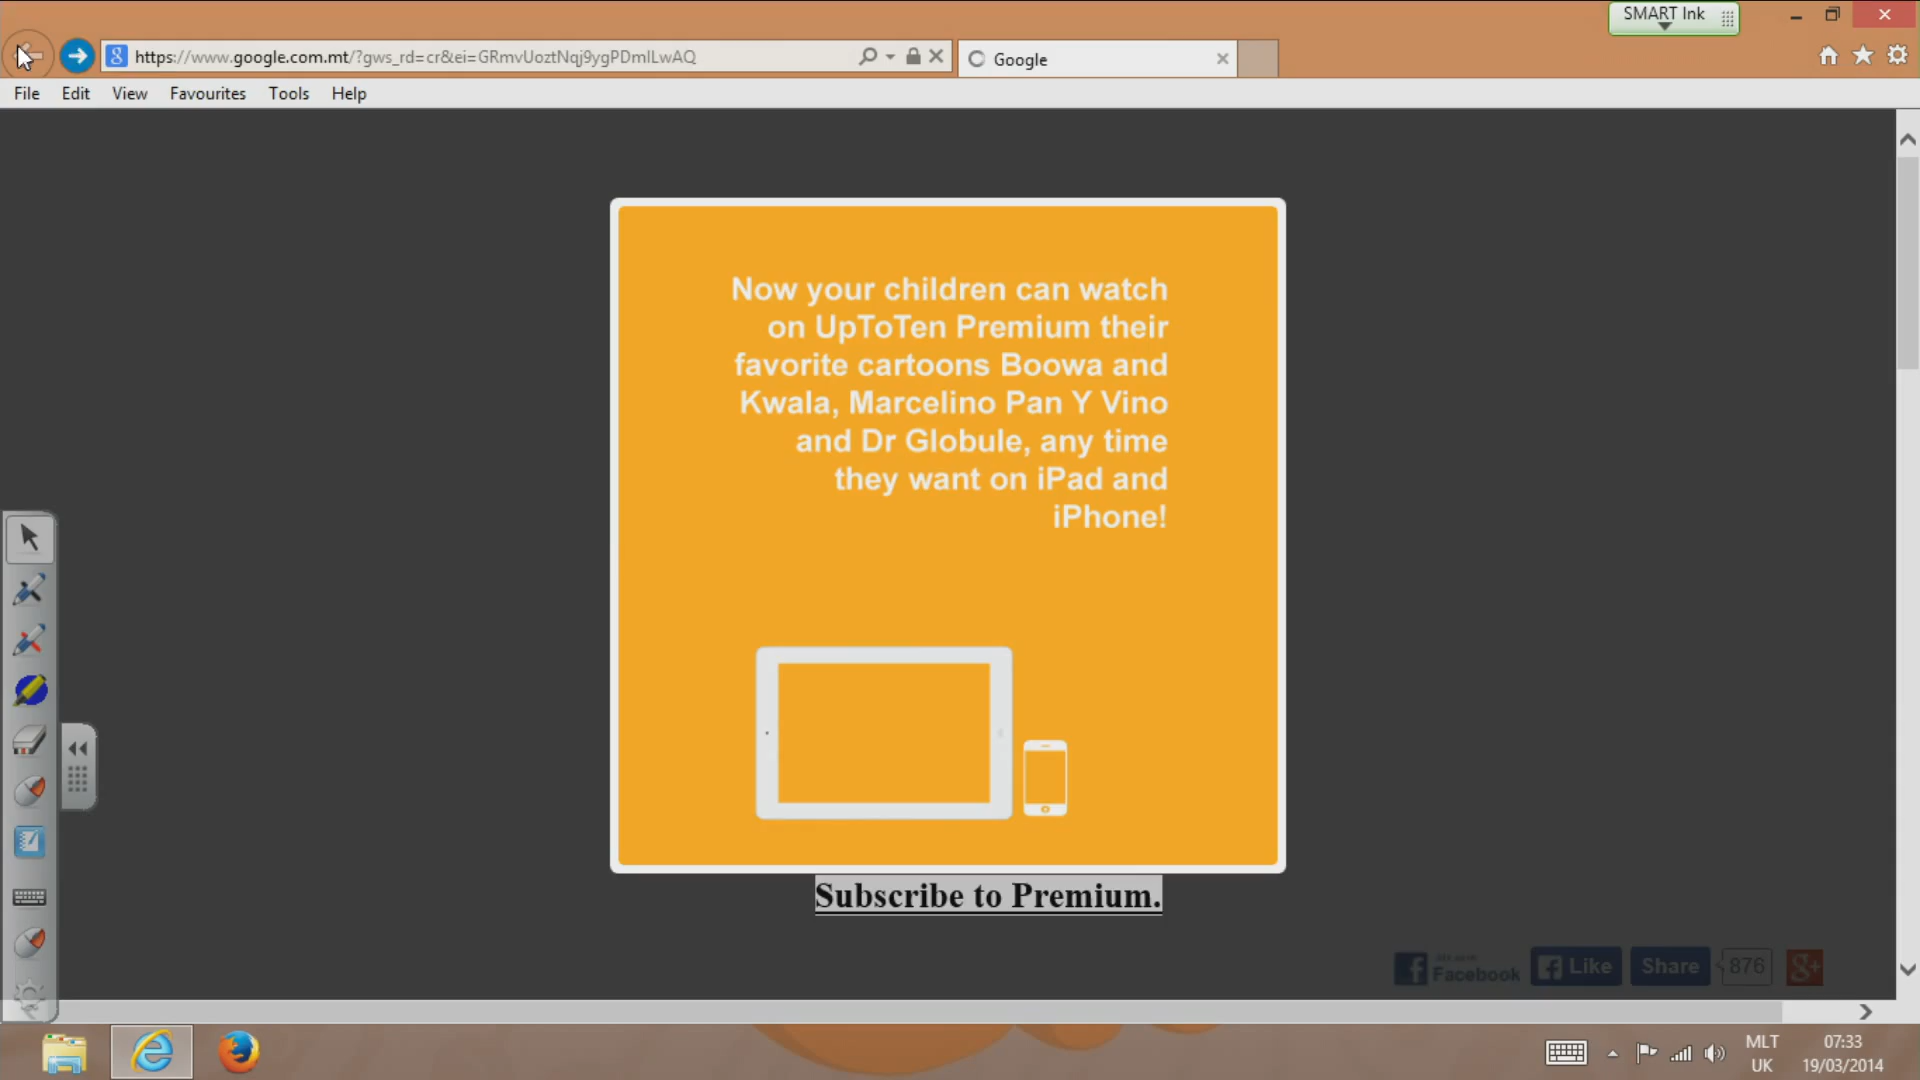 SMART Ink
https://www.google.com.mt/?gws_rd=cr&ei=GRmvUoztNqj9ygPDmILwAQ
Google
File Edit View Favourites Tools Help
Now your children can watch
on UpToTen Premium their
favorite cartoons Boowa and
Kwala, Marcelino Pan Y Vino
and Dr Globule, any time
they want on iPad and
iPhone!
Subscribe to Premium.
Facebook
Like
Share
876
MLT
UK
07:33
19/03/2014